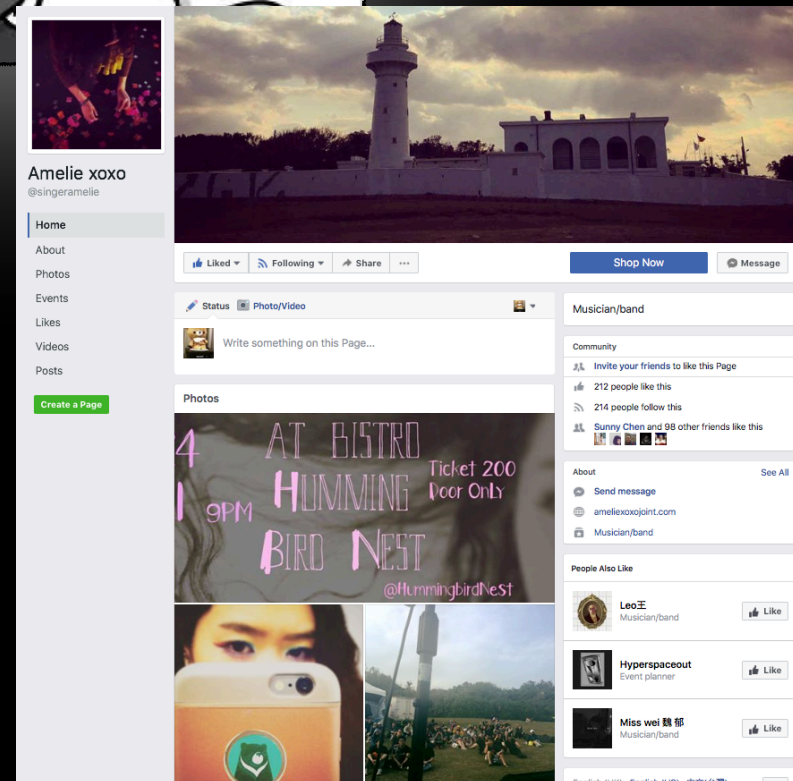 Amelie xoxo
@singeramelie
Home
About
Photos
Events
Likes
Videos
Posts
Create a Page
Liked
Following
Share
...
Shop Now
Message
Status
Photo/Video
Write something on this Page...
Photos
4
AT BISTRO
HUMMING
Ticket 200
Door Only
9PM
BIRD NEST
@HummingbirdNest
Musician/band
Community
Invite your friends to like this Page
212 people like this
214 people follow this
Sunny Chen and 98 other friends like this
About
See All
Send message
ameliexoxojoint.com
Musician/band
People Also Like
Leo王
Musician/band
Like
Hyperspaceout
Event planner
Like
Miss wei 魏 郁
Musician/band
Like